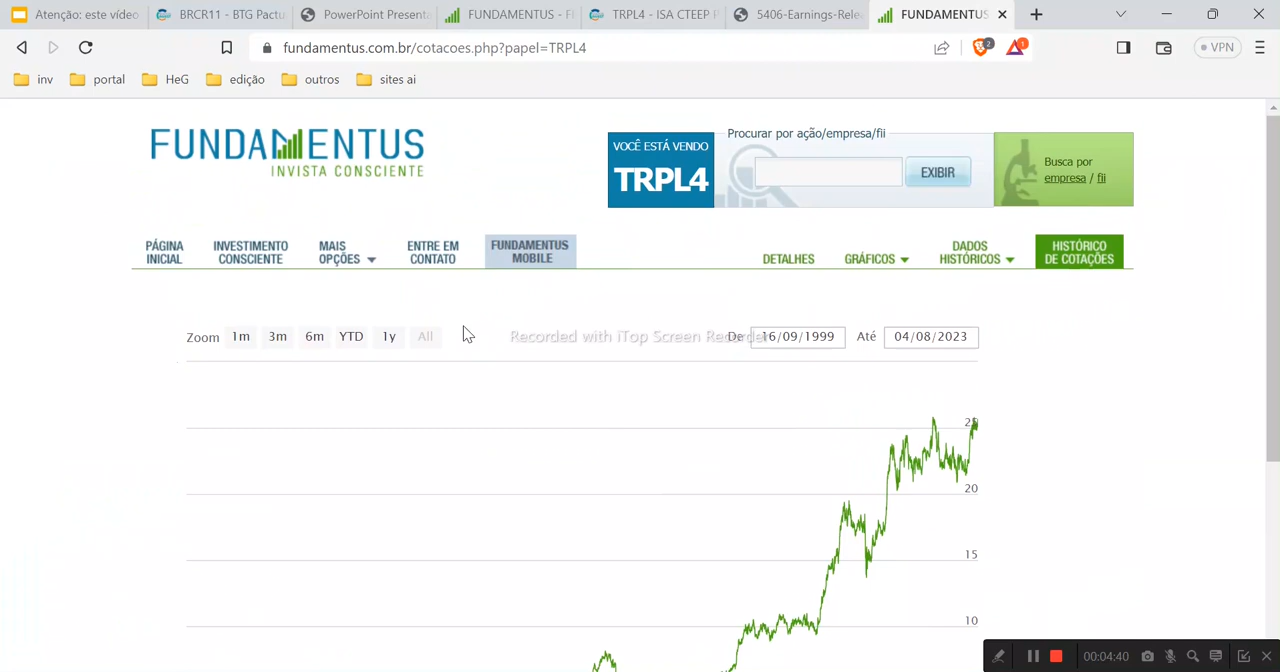 Atenção: este vídeo
BRCR11 - BTG Pactu
PowerPoint Presenta
FUNDAMENTUS - F
TRPL4 - ISA CTEEP P
5406-Earnings-Rele
FUNDAMENTUS
fundamentus.com.br/cotacoes.php?papel=TRPL4
2
1
VPN
inv
portal
HeG
edição
outros
sites ai
FUNDAMENTUS
INVISTA CONSCIENTE
VOCÊ ESTÁ VENDO
TRPL4
Procurar por ação/empresa/fii
EXIBIR
Busca por
empresa / fii
PÁGINA
INICIAL
INVESTIMENTO
CONSCIENTE
MAIS
OPÇÕES
ENTRE EM
CONTATO
FUNDAMENTUS
MOBILE
DETALHES
GRÁFICOS
DADOS
HISTÓRICOS
HISTÓRICO
DE COTAÇÕES
Zoom 1m 3m 6m YTD 1y All
Recorded with iTop Screen Recorder
De 16/09/1999 Até 04/08/2023
25
20
15
10
00:04:40